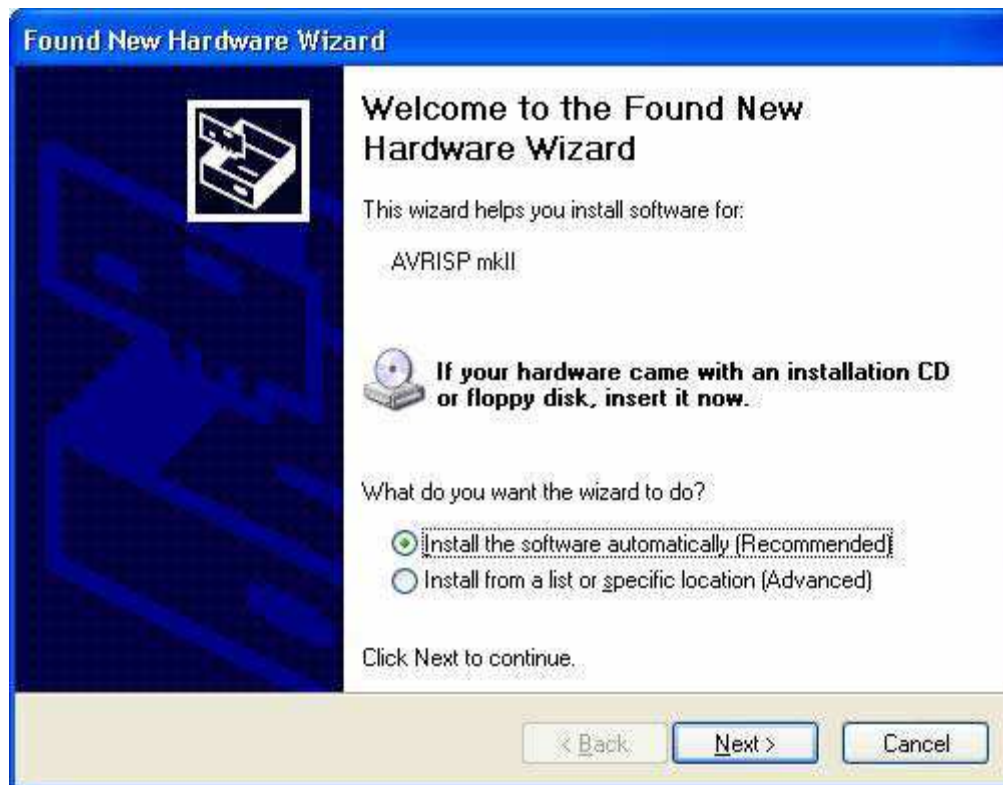 Found New Hardware Wizard
Welcome to the Found New
Hardware Wizard
This wizard helps you install software for:
AVRISP mkII
If your hardware came with an installation CD
or floppy disk, insert it now.
What do you want the wizard to do?
Install the software automatically (Recommended)
Install from a list or specific location (Advanced)
Click Next to continue.
< Back Next > Cancel